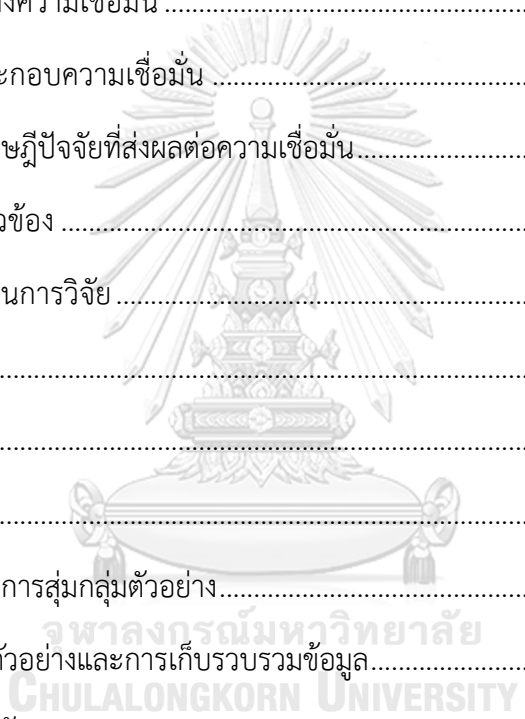 งความเชื่อมั่น ........................................
ะกอบความเชื่อมั่น ........................................
ษฎีปัจจัยที่ส่งผลต่อความเชื่อมั่น ........................................
วข้อง ........................................
นการวิจัย ........................................
........................................
........................................
........................................
การสุ่มกลุ่มตัวอย่าง ........................................
จุฬาลงกรณ์มหาวิทยาลัย
ตัวอย่างและการเก็บรวบรวมข้อมูล ........................................
CHULALONGKORN UNIVERSITY